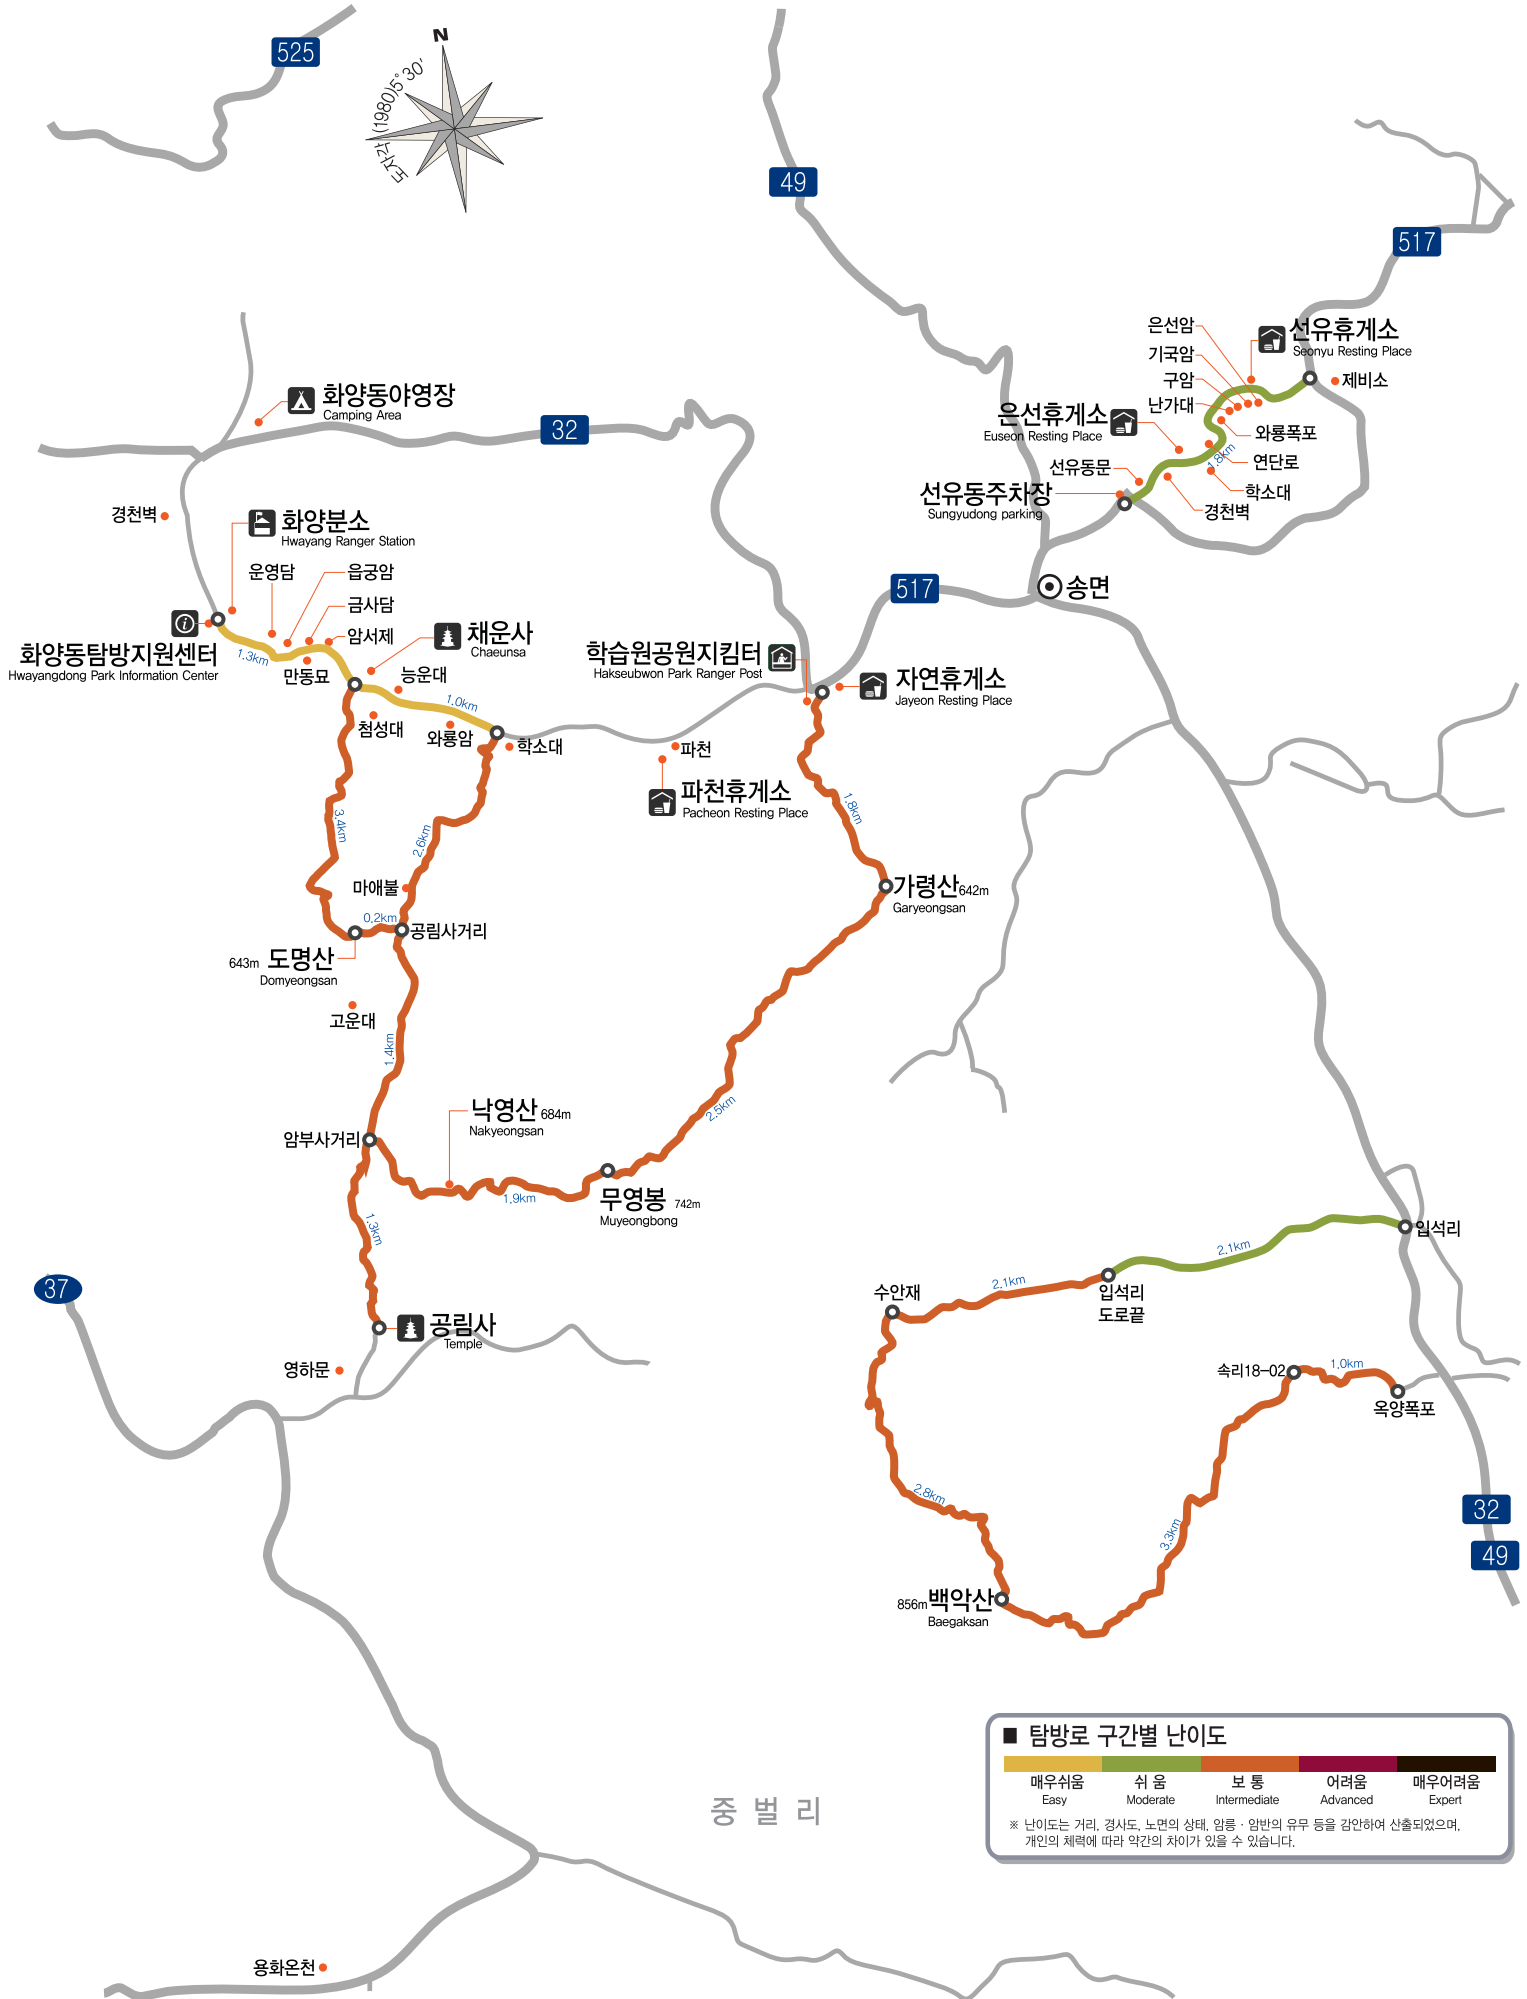 525
N
도자각 (1980)5°30'
49
517
은선암
기국암
구암
난가대
선유휴게소
Seonyu Resting Place
제비소
은선휴게소
Euseon Resting Place
와룡폭포
연단로
1.8km
학소대
경천벽
선유동문
선유동주차장
Sungyudong parking
화양동야영장
Camping Area
32
경천벽
화양분소
Hwayang Ranger Station
운영담
읍궁암
금사담
암서제
517
송면
화양동탐방지원센터
Hwayangdong Park Information Center
1.3km
만동묘
채운사
Chaeunsa
능운대
1.0km
첨성대
와룡암
학소대
학습원공원지킴터
Hakseubwon Park Ranger Post
자연휴게소
Jayeon Resting Place
파천
파천휴게소
Pacheon Resting Place
3.4km
2.6km
1.8km
마애불
0.2km
공림사거리
가령산 642m
Garyeongsan
643m 도명산
Domyeongsan
고운대
1.4km
낙영산 684m
Nakyeongsan
2.5km
암부사거리
1.9km
무영봉 742m
Muyeongbong
1.3km
37
공림사
Temple
영하문
입석리
2.1km
입석리
도로끝
2.1km
수안재
속리18-02
1.0km
옥양폭포
2.8km
3.3km
32
49
856m 백악산
Baegaksan
■ 탐방로 구간별 난이도
매우쉬움
쉬 움
보 통
어려움
매우어려움
Easy
Moderate
Intermediate
Advanced
Expert
※ 난이도는 거리, 경사도, 노면의 상태, 암릉 · 암반의 유무 등을 감안하여 산출되었으며,
개인의 체력에 따라 약간의 차이가 있을 수 있습니다.
중 벌 리
용화온천